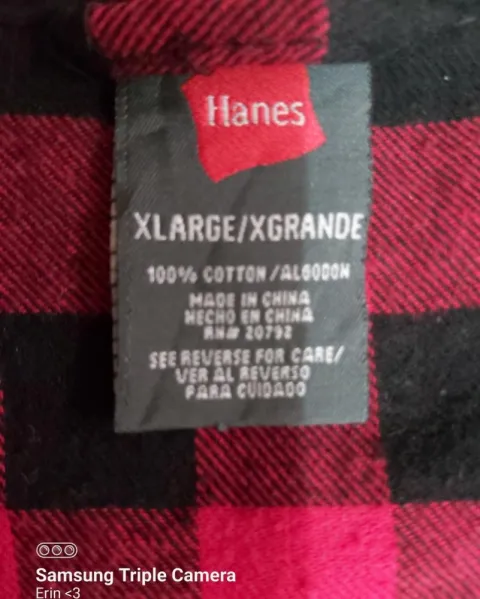 Hanes
XLARGE/XGRANDE
100% COTTON/ALGODON
MADE IN CHINA
HECHO EN CHINA
RN# 20792
SEE REVERSE FOR CARE/
VER AL REVERSO
PARA CUIDADO
Samsung Triple Camera
Erin <3